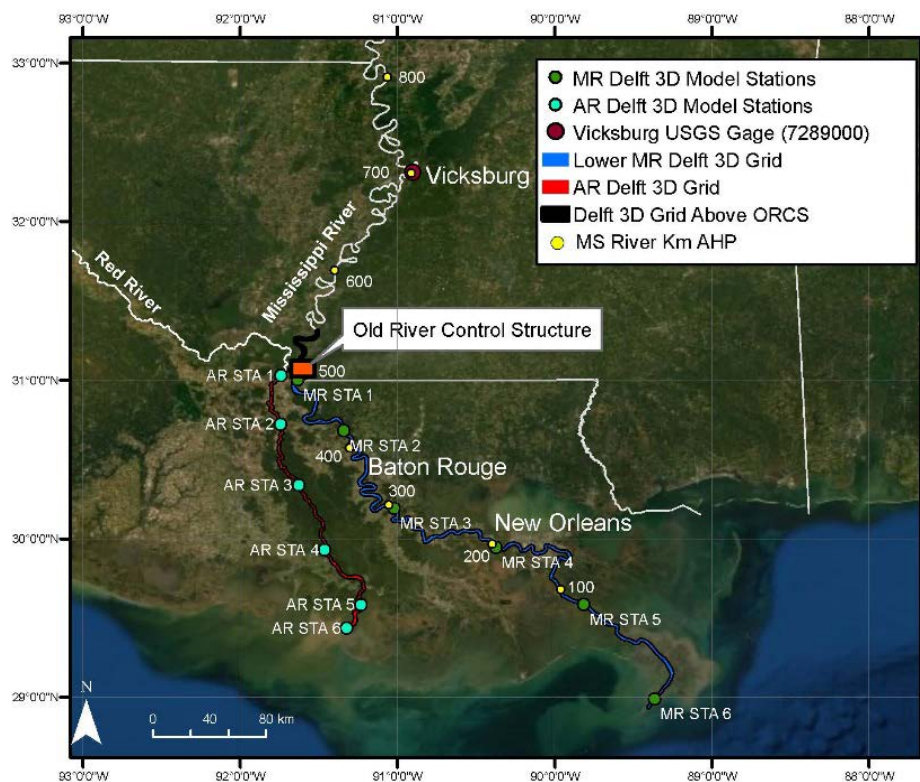 93°0'0"W 92°0'0"W 91°0'0"W 90°0'0"W 89°0'0"W 88°0'0"W
33°0'0"N
32°0'0"N
31°0'0"N
30°0'0"N
29°0'0"N
MR Delft 3D Model Stations
AR Delft 3D Model Stations
Vicksburg USGS Gage (7289000)
Lower MR Delft 3D Grid
AR Delft 3D Grid
Delft 3D Grid Above ORCS
MS River Km AHP
800
700
Vicksburg
600
Mississippi River
Red River
Old River Control Structure
500
AR STA 1
MR STA 1
AR STA 2
MR STA 2
400
Baton Rouge
AR STA 3
300
MR STA 3
New Orleans
AR STA 4
200
MR STA 4
100
AR STA 5
MR STA 5
AR STA 6
MR STA 6
N
0 40 80 km
93°0'0"W 92°0'0"W 91°0'0"W 90°0'0"W 89°0'0"W 88°0'0"W